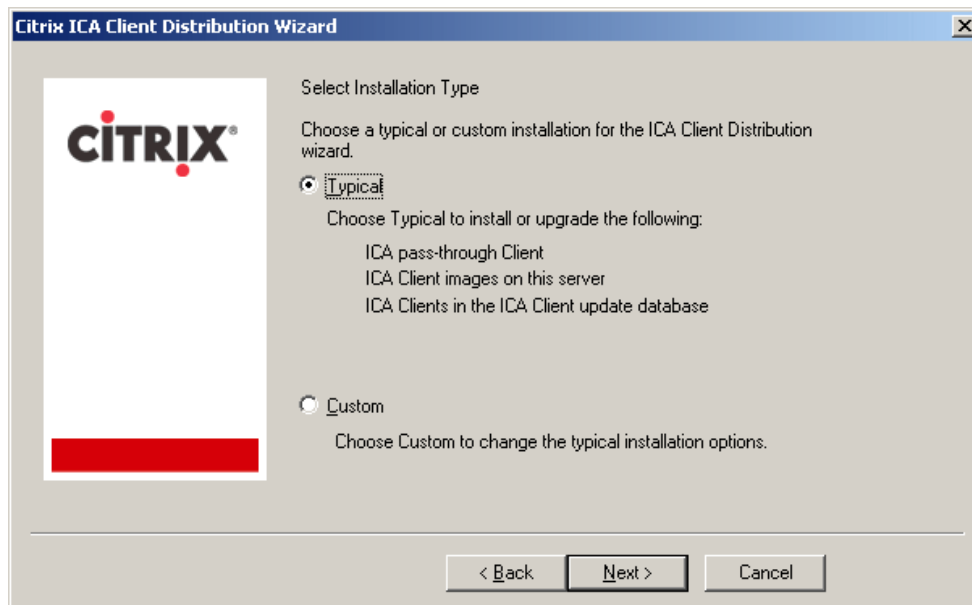 Citrix ICA Client Distribution Wizard
CİTRIX®
Select Installation Type
Choose a typical or custom installation for the ICA Client Distribution
wizard.
Typical
Choose Typical to install or upgrade the following:
ICA pass-through Client
ICA Client images on this server
ICA Clients in the ICA Client update database
Custom
Choose Custom to change the typical installation options.
< Back
Next >
Cancel